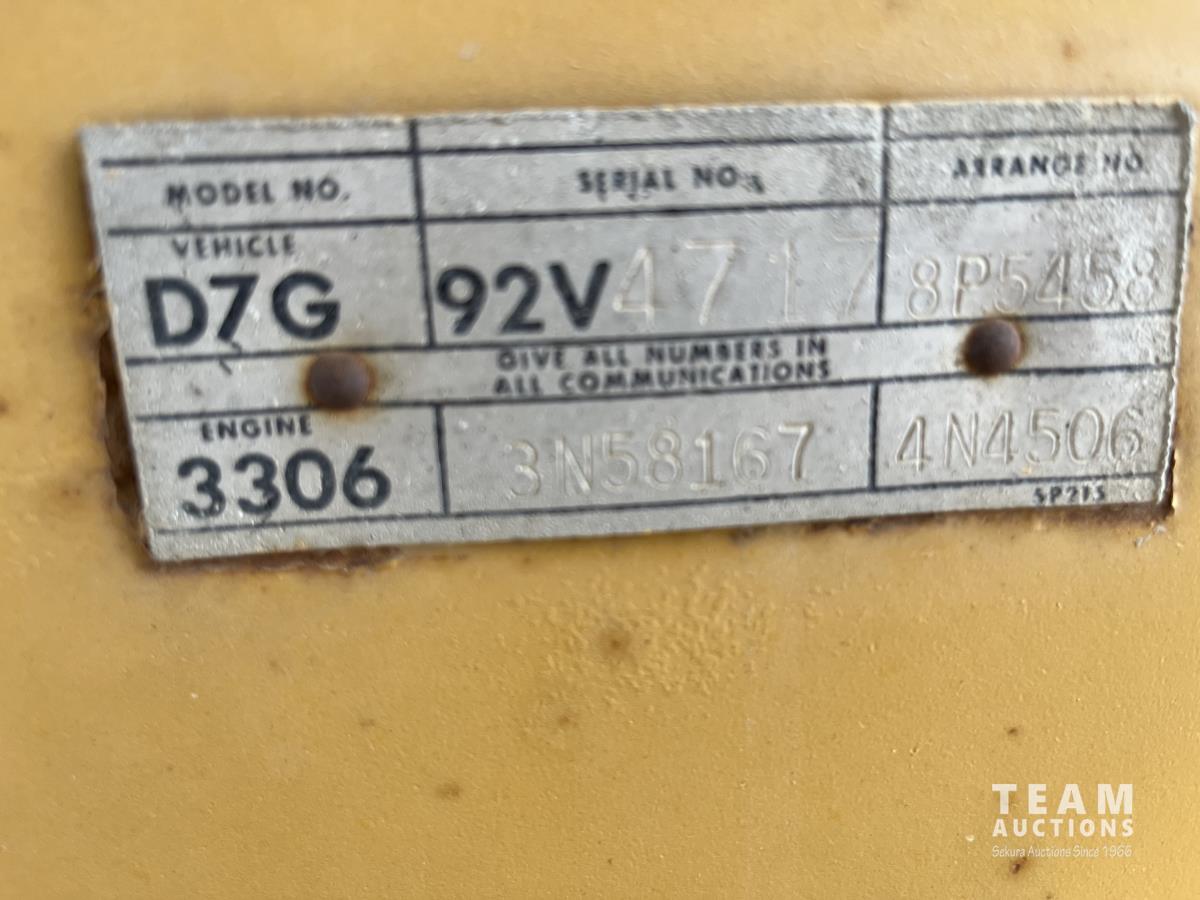 MODEL NO. SERIAL NO. ARRANGE NO.
VEHICLE
D7G 92V4717 8P5458
GIVE ALL NUMBERS IN
ALL COMMUNICATIONS
ENGINE
3306 3N58167 4N4506
5P215
TEAM
AUCTIONS
Sekura Auctions Since 1966